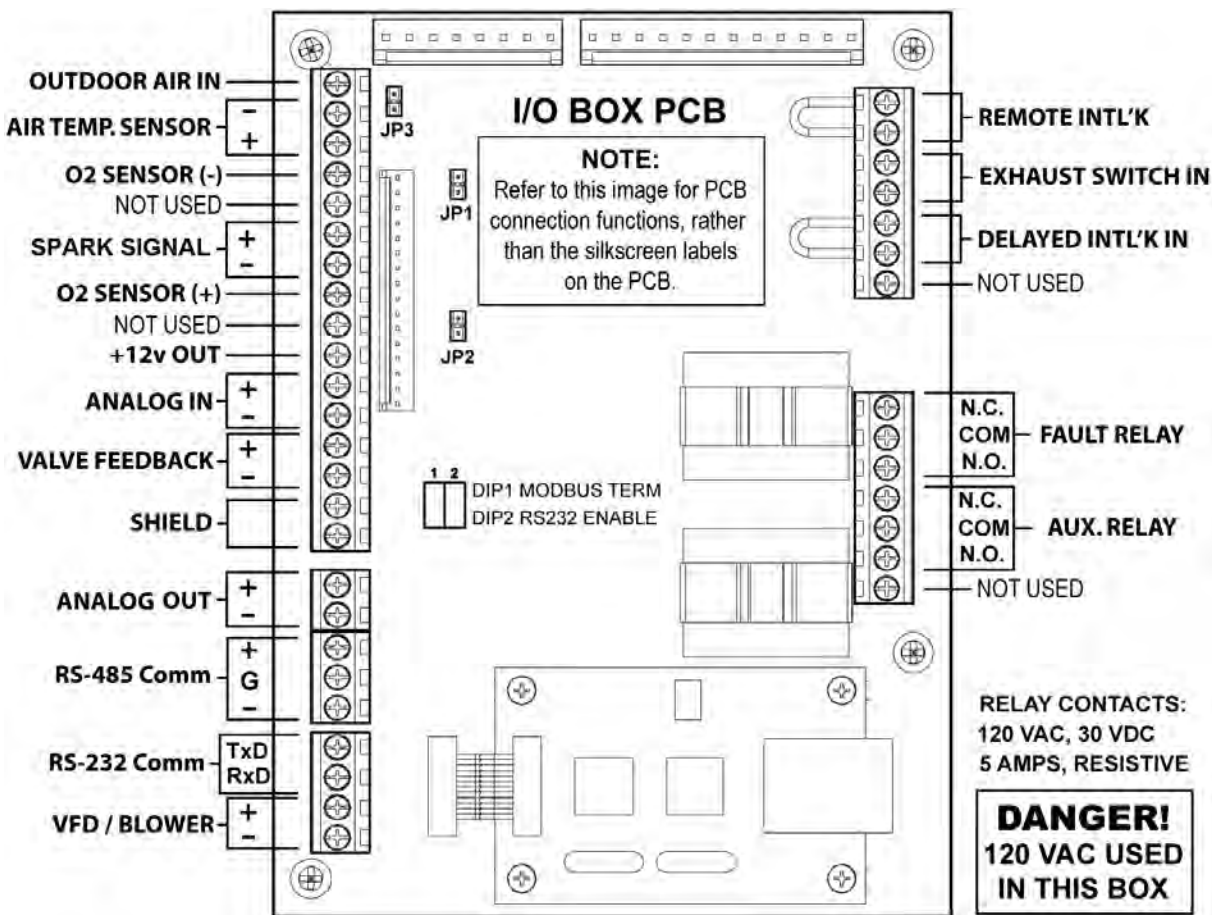 OUTDOOR AIR IN
AIR TEMP. SENSOR
-
+
O2 SENSOR (-)
NOT USED
SPARK SIGNAL
+
-
O2 SENSOR (+)
NOT USED
+12v OUT
ANALOG IN
+
-
VALVE FEEDBACK
+
-
SHIELD
ANALOG OUT
+
-
RS-485 Comm
+
G
-
RS-232 Comm
TxD
RxD
VFD / BLOWER
+
-
JP3
JP1
JP2
I/O BOX PCB
NOTE:
Refer to this image for PCB
connection functions, rather
than the silkscreen labels
on the PCB.
1 2
DIP1 MODBUS TERM
DIP2 RS232 ENABLE
REMOTE INTL'K
EXHAUST SWITCH IN
DELAYED INTL'K IN
NOT USED
N.C.
COM
N.O.
FAULT RELAY
N.C.
COM
N.O.
AUX. RELAY
NOT USED
RELAY CONTACTS:
120 VAC, 30 VDC
5 AMPS, RESISTIVE
DANGER!
120 VAC USED
IN THIS BOX